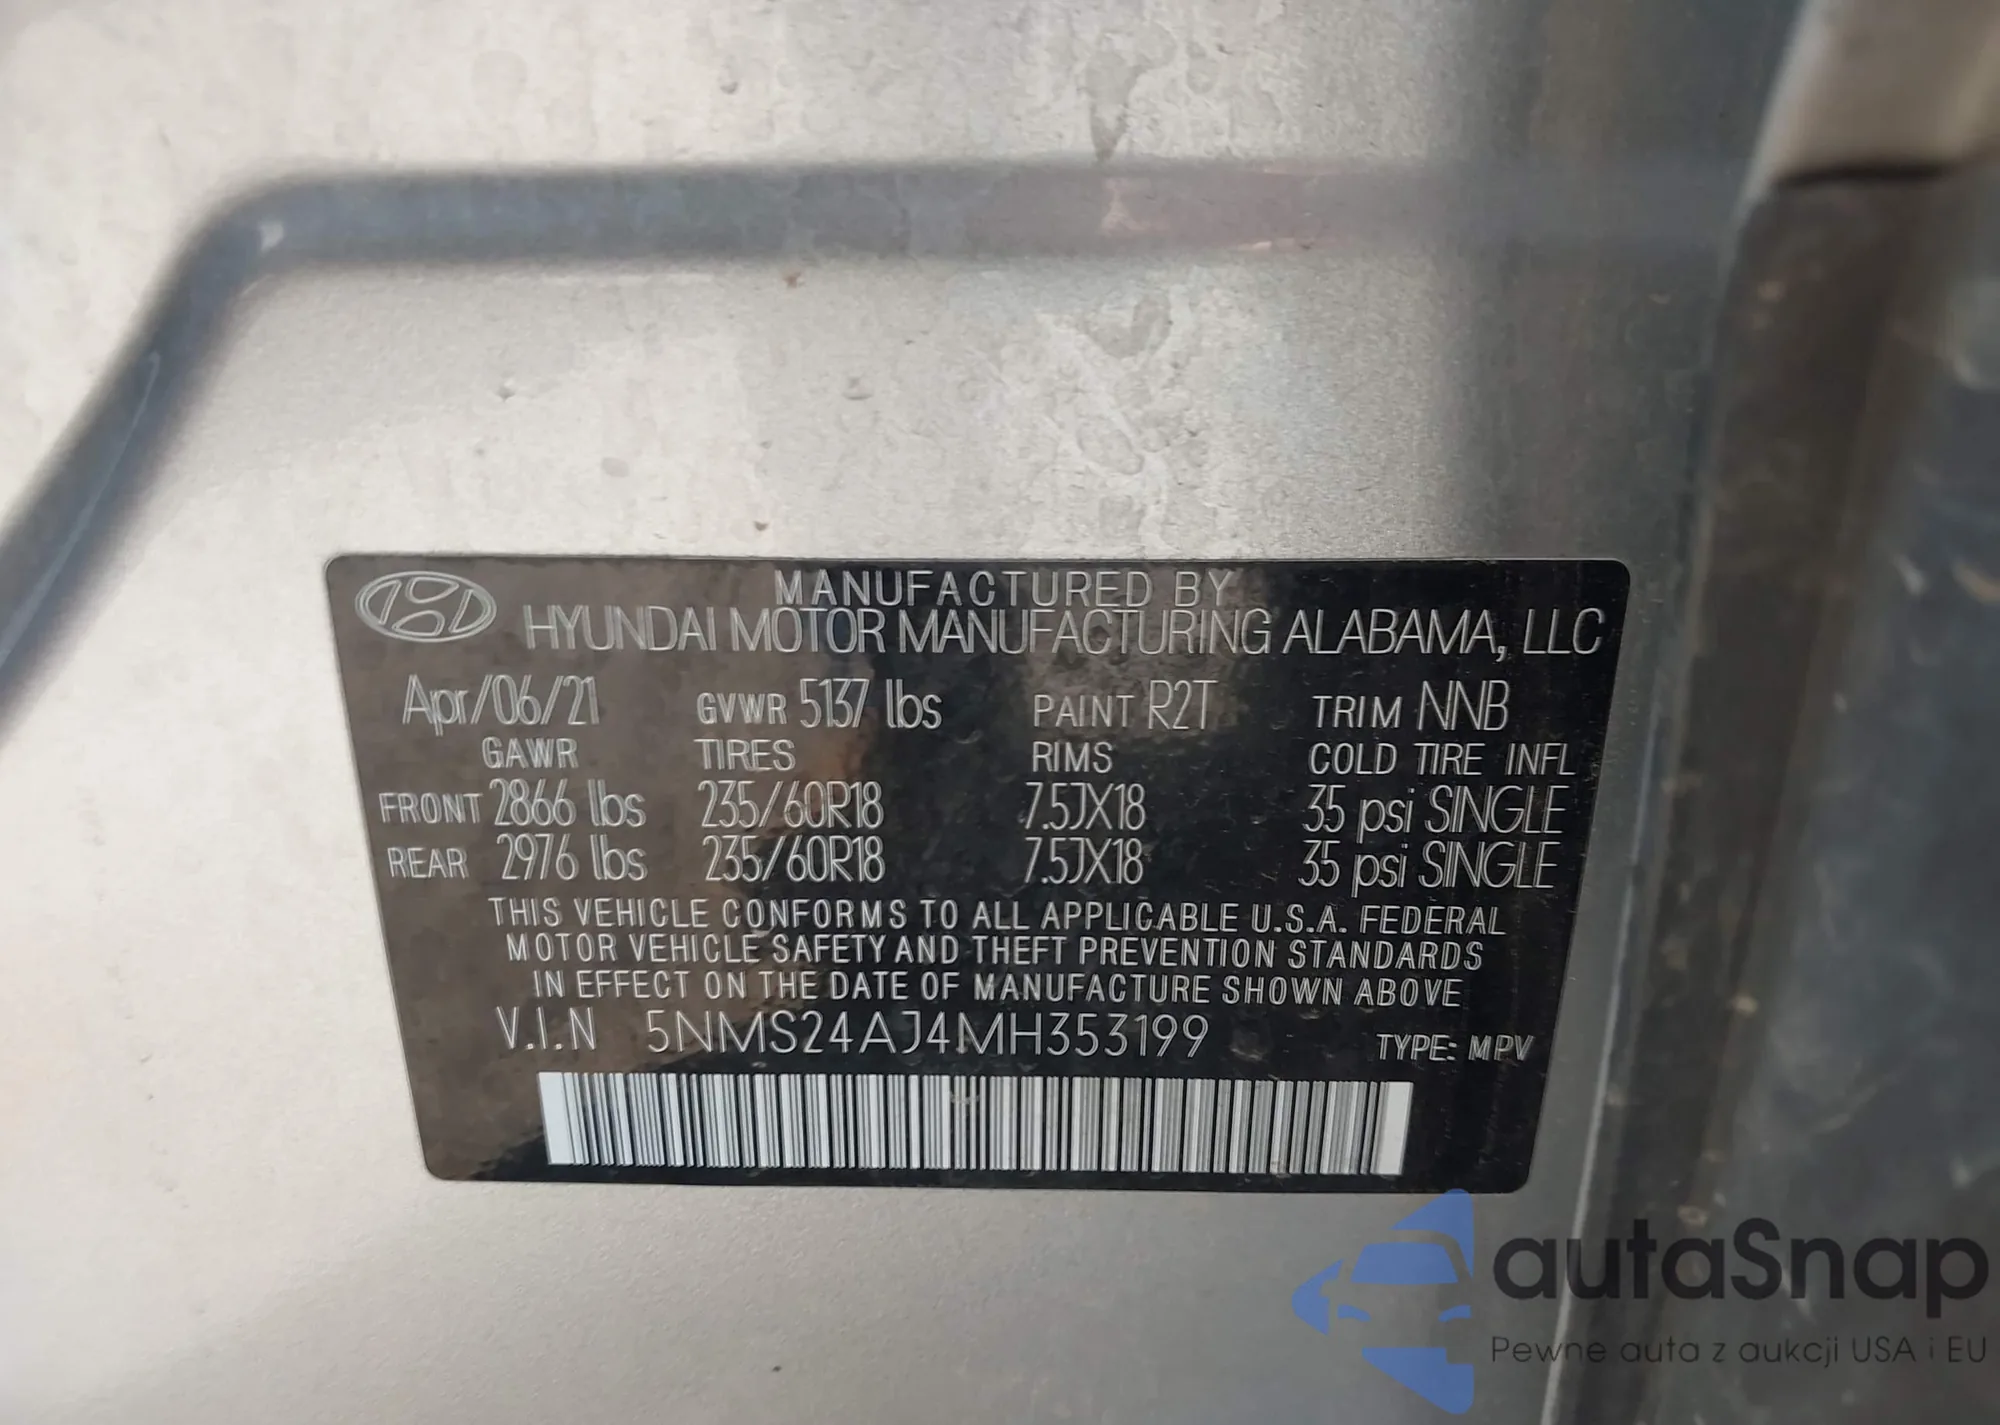 MANUFACTURED BY
HYUNDAI MOTOR MANUFACTURING ALABAMA, LLC
Apr/06/21 GVWR 5137 lbs PAINT R2T TRIM NNB
GAWR TIRES RIMS COLD TIRE INFL
FRONT 2866 lbs 235/60R18 7.5JX18 35 psi SINGLE
REAR 2976 lbs 235/60R18 7.5JX18 35 psi SINGLE
THIS VEHICLE CONFORMS TO ALL APPLICABLE U.S.A. FEDERAL
MOTOR VEHICLE SAFETY AND THEFT PREVENTION STANDARDS
IN EFFECT ON THE DATE OF MANUFACTURE SHOWN ABOVE
V.I.N 5NMS24AJ4MH353199 TYPE: MPV
autaSnap
Pewne auta z aukcji USA i EU